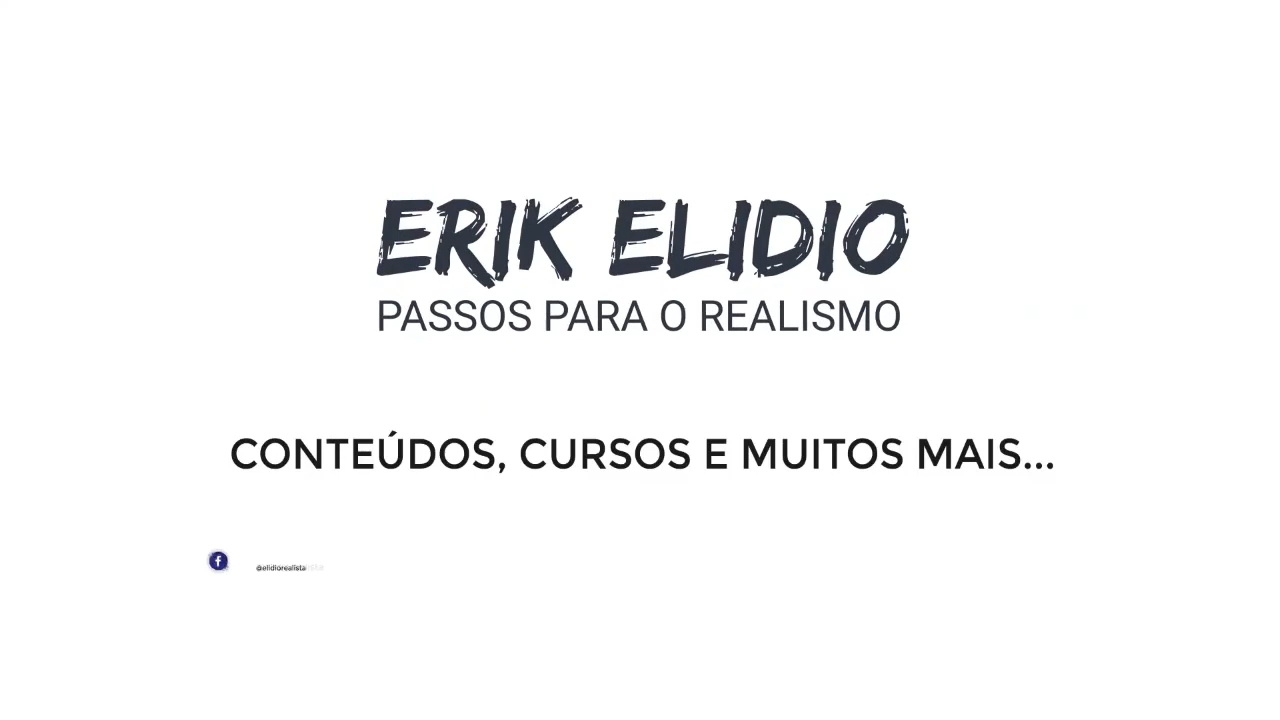 ERIK ELIDIO
PASSOS PARA O REALISMO
CONTEÚDOS, CURSOS E MUITOS MAIS...
@elidiorealista